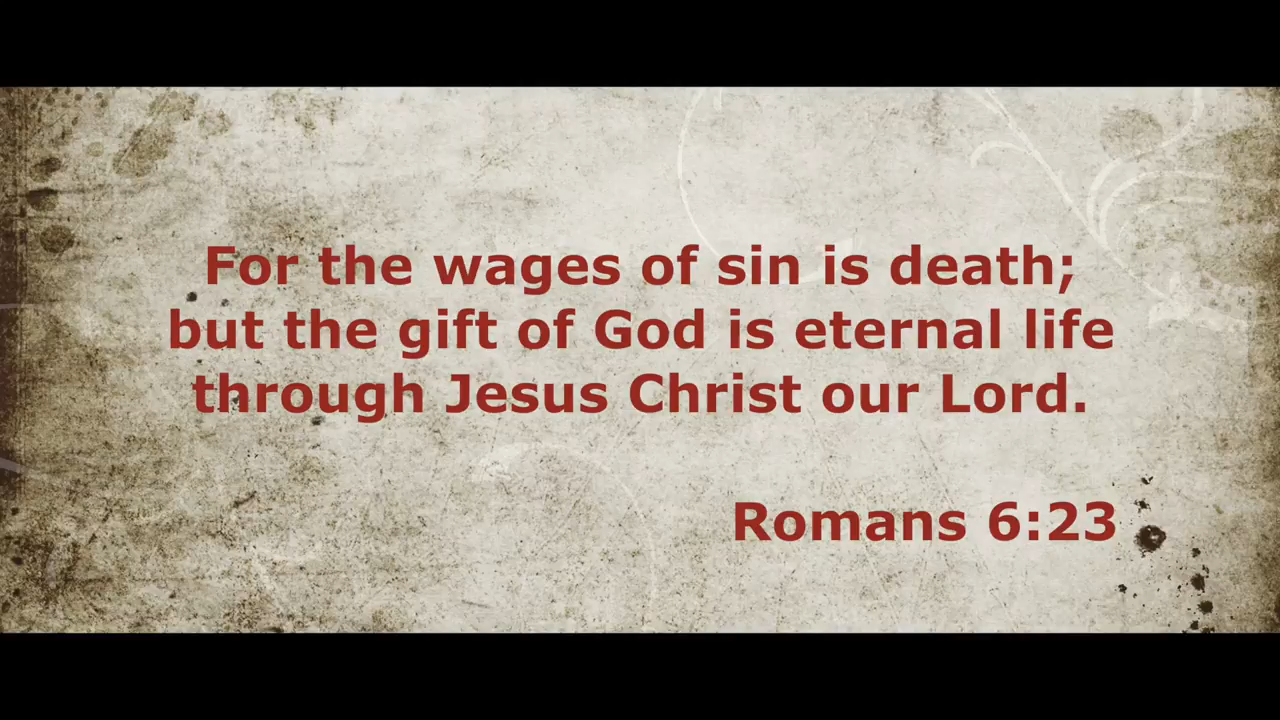 For the wages of sin is death;
but the gift of God is eternal life
through Jesus Christ our Lord.
Romans 6:23